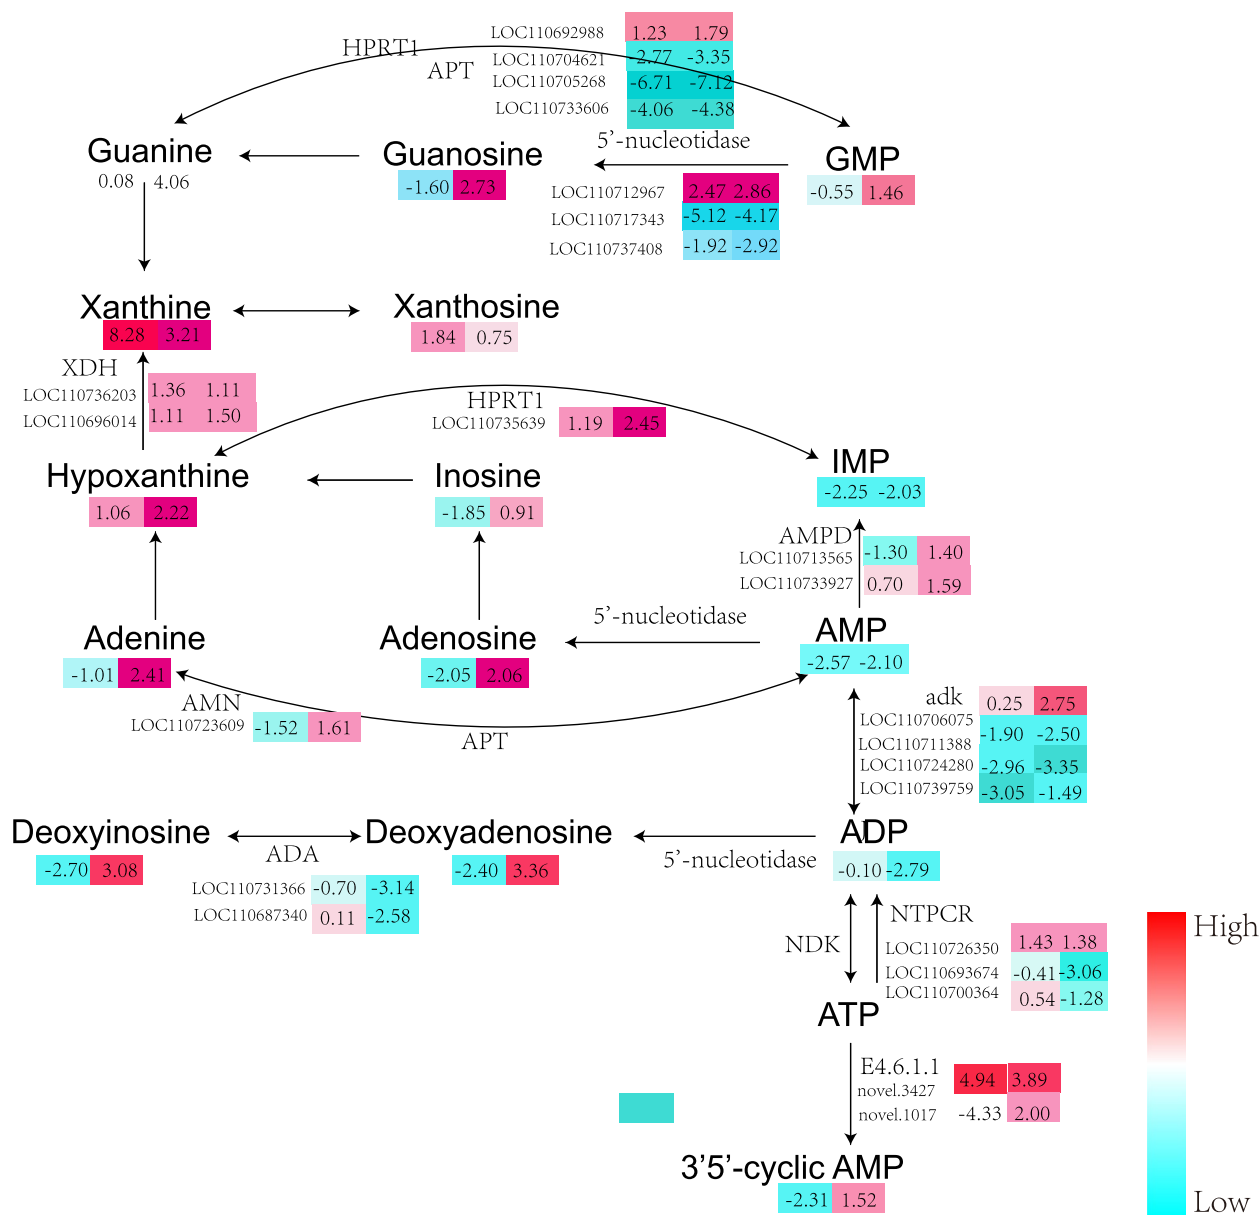 HPRT1
APT
LOC110692988 1.23 1.79
LOC110704621 -2.77 -3.35
LOC110705268 -6.71 -7.12
LOC110733606 -4.06 -4.38
Guanine
0.08 4.06
Guanosine
-1.60 2.73
5’-nucleotidase
GMP
-0.55 1.46
LOC110712967 2.47 2.86
LOC110717343 -5.12 -4.17
LOC110737408 -1.92 -2.92
Xanthine
8.28 3.21
Xanthosine
1.84 0.75
XDH
LOC110736203 1.36 1.11
LOC110696014 1.11 1.50
HPRT1
LOC110735639 1.19 2.45
Hypoxanthine
1.06 2.22
Inosine
-1.85 0.91
IMP
-2.25 -2.03
AMPD
LOC110713565 -1.30 1.40
LOC110733927 0.70 1.59
Adenine
-1.01 2.41
Adenosine
-2.05 2.06
5’-nucleotidase
AMP
-2.57 -2.10
AMN
LOC110723609 -1.52 1.61
APT
adk 0.25 2.75
LOC110706075 -1.90 -2.50
LOC110711388
LOC110724280 -2.96 -3.35
LOC110739759 -3.05 -1.49
Deoxyinosine
-2.70 3.08
ADA
Deoxyadenosine
-2.40 3.36
5’-nucleotidase
ADP
-0.10 -2.79
LOC110731366 -0.70 -3.14
LOC110687340 0.11 -2.58
NDK
NTPCR
LOC110726350 1.43 1.38
LOC110693674 -0.41 -3.06
LOC110700364 0.54 -1.28
ATP
E4.6.1.1
novel.3427 4.94 3.89
novel.1017 -4.33 2.00
3’5’-cyclic AMP
-2.31 1.52
High
Low